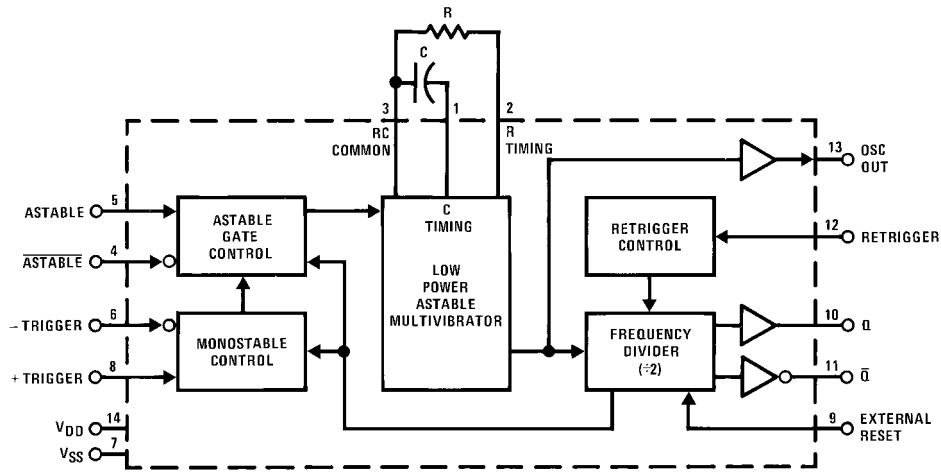 R
C
3
1
2
RC
COMMON
R
TIMING
13
OSC
OUT
5
ASTABLE
ASTABLE
GATE
CONTROL
C
TIMING
RETRIGGER
CONTROL
12
RETRIGGER
4
A̅S̅T̅A̅B̅L̅E̅
LOW
POWER
ASTABLE
MULTIVIBRATOR
6
– TRIGGER
MONOSTABLE
CONTROL
FREQUENCY
DIVIDER
(÷2)
10
Q
8
+ TRIGGER
11
Q̅
14
VDD
7
VSS
9
EXTERNAL
RESET